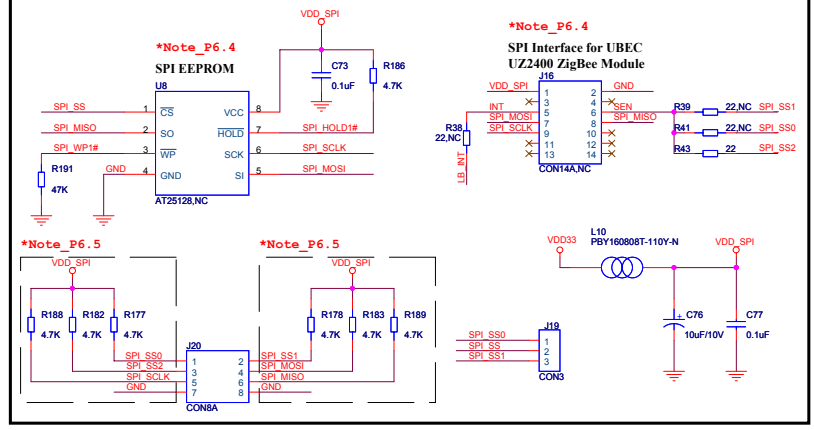 VDD_SPI
*Note_P6.4
SPI EEPROM
U8
C73
0.1uF
R186
4.7K
SPI_SS 1 CS VCC 8
SPI_MISO 2 SO HOLD 7 SPI_HOLD1#
SPI_WP1# 3 WP SCK 6 SPI_SCLK
GND 4 GND SI 5 SPI_MOSI
R191
47K
AT25128,NC
*Note_P6.4
SPI Interface for UBEC
UZ2400 ZigBee Module
J16
VDD_SPI 1 2 GND
3 4
INT 5 6 SEN
SPI_MOSI 7 8 SPI_MISO
SPI_SCLK 9 10
11 12
13 14
CON14A,NC
R38
22,NC
LB_INT
R39 22,NC SPI_SS1
R41 22,NC SPI_SS0
R43 22 SPI_SS2
*Note_P6.5
VDD_SPI
R188 R182 R177
4.7K 4.7K 4.7K
*Note_P6.5
VDD_SPI
R178 R183 R189
4.7K 4.7K 4.7K
J20
SPI_SS0 1 2 SPI_SS1
SPI_SS2 3 4 SPI_MOSI
SPI_SCLK 5 6 SPI_MISO
GND 7 8 GND
CON8A
J19
SPI_SS0 1
SPI_SS 2
SPI_SS1 3
CON3
L10
PBY160808T-110Y-N
VDD33
VDD_SPI
+
C76
10uF/10V
C77
0.1uF